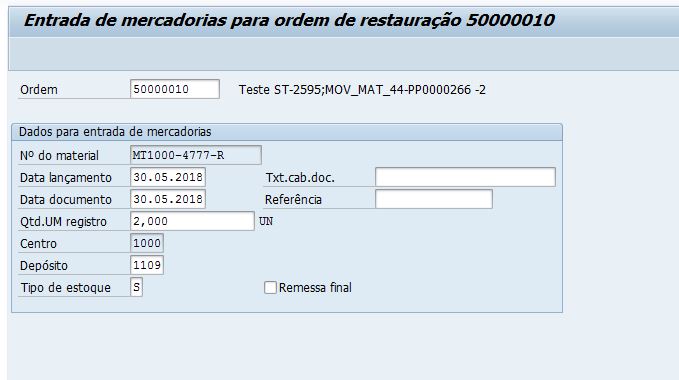 Entrada de mercadorias para ordem de restauração 50000010
Ordem 50000010 Teste ST-2595;MOV_MAT_44-PP0000266 -2
Dados para entrada de mercadorias
Nº do material MT1000-4777-R
Data lançamento 30.05.2018 Txt.cab.doc.
Data documento 30.05.2018 Referência
Qtd.UM registro 2,000 UN
Centro 1000
Depósito 1109
Tipo de estoque S Remessa final